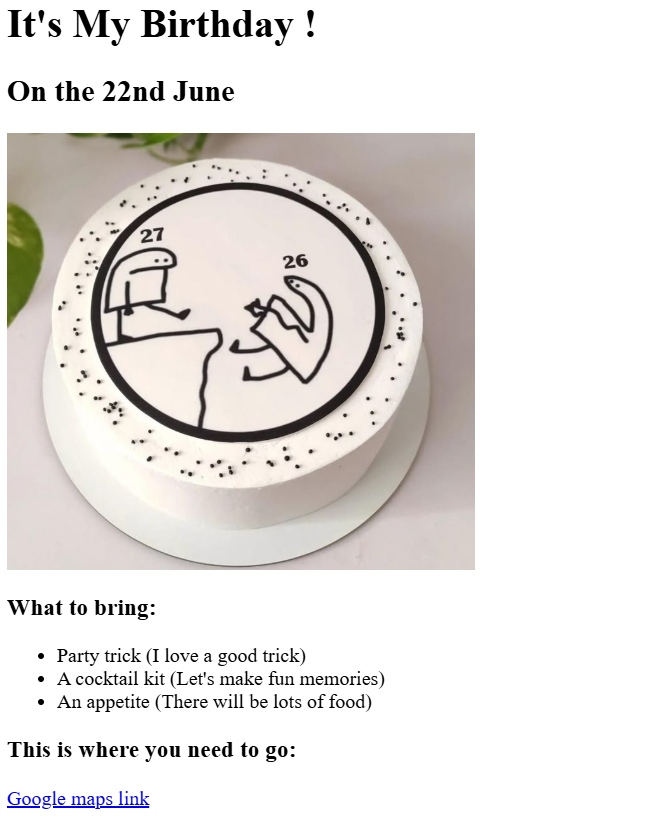 It's My Birthday !
On the 22nd June
27
26
What to bring:
Party trick (I love a good trick)
A cocktail kit (Let's make fun memories)
An appetite (There will be lots of food)
This is where you need to go:
Google maps link